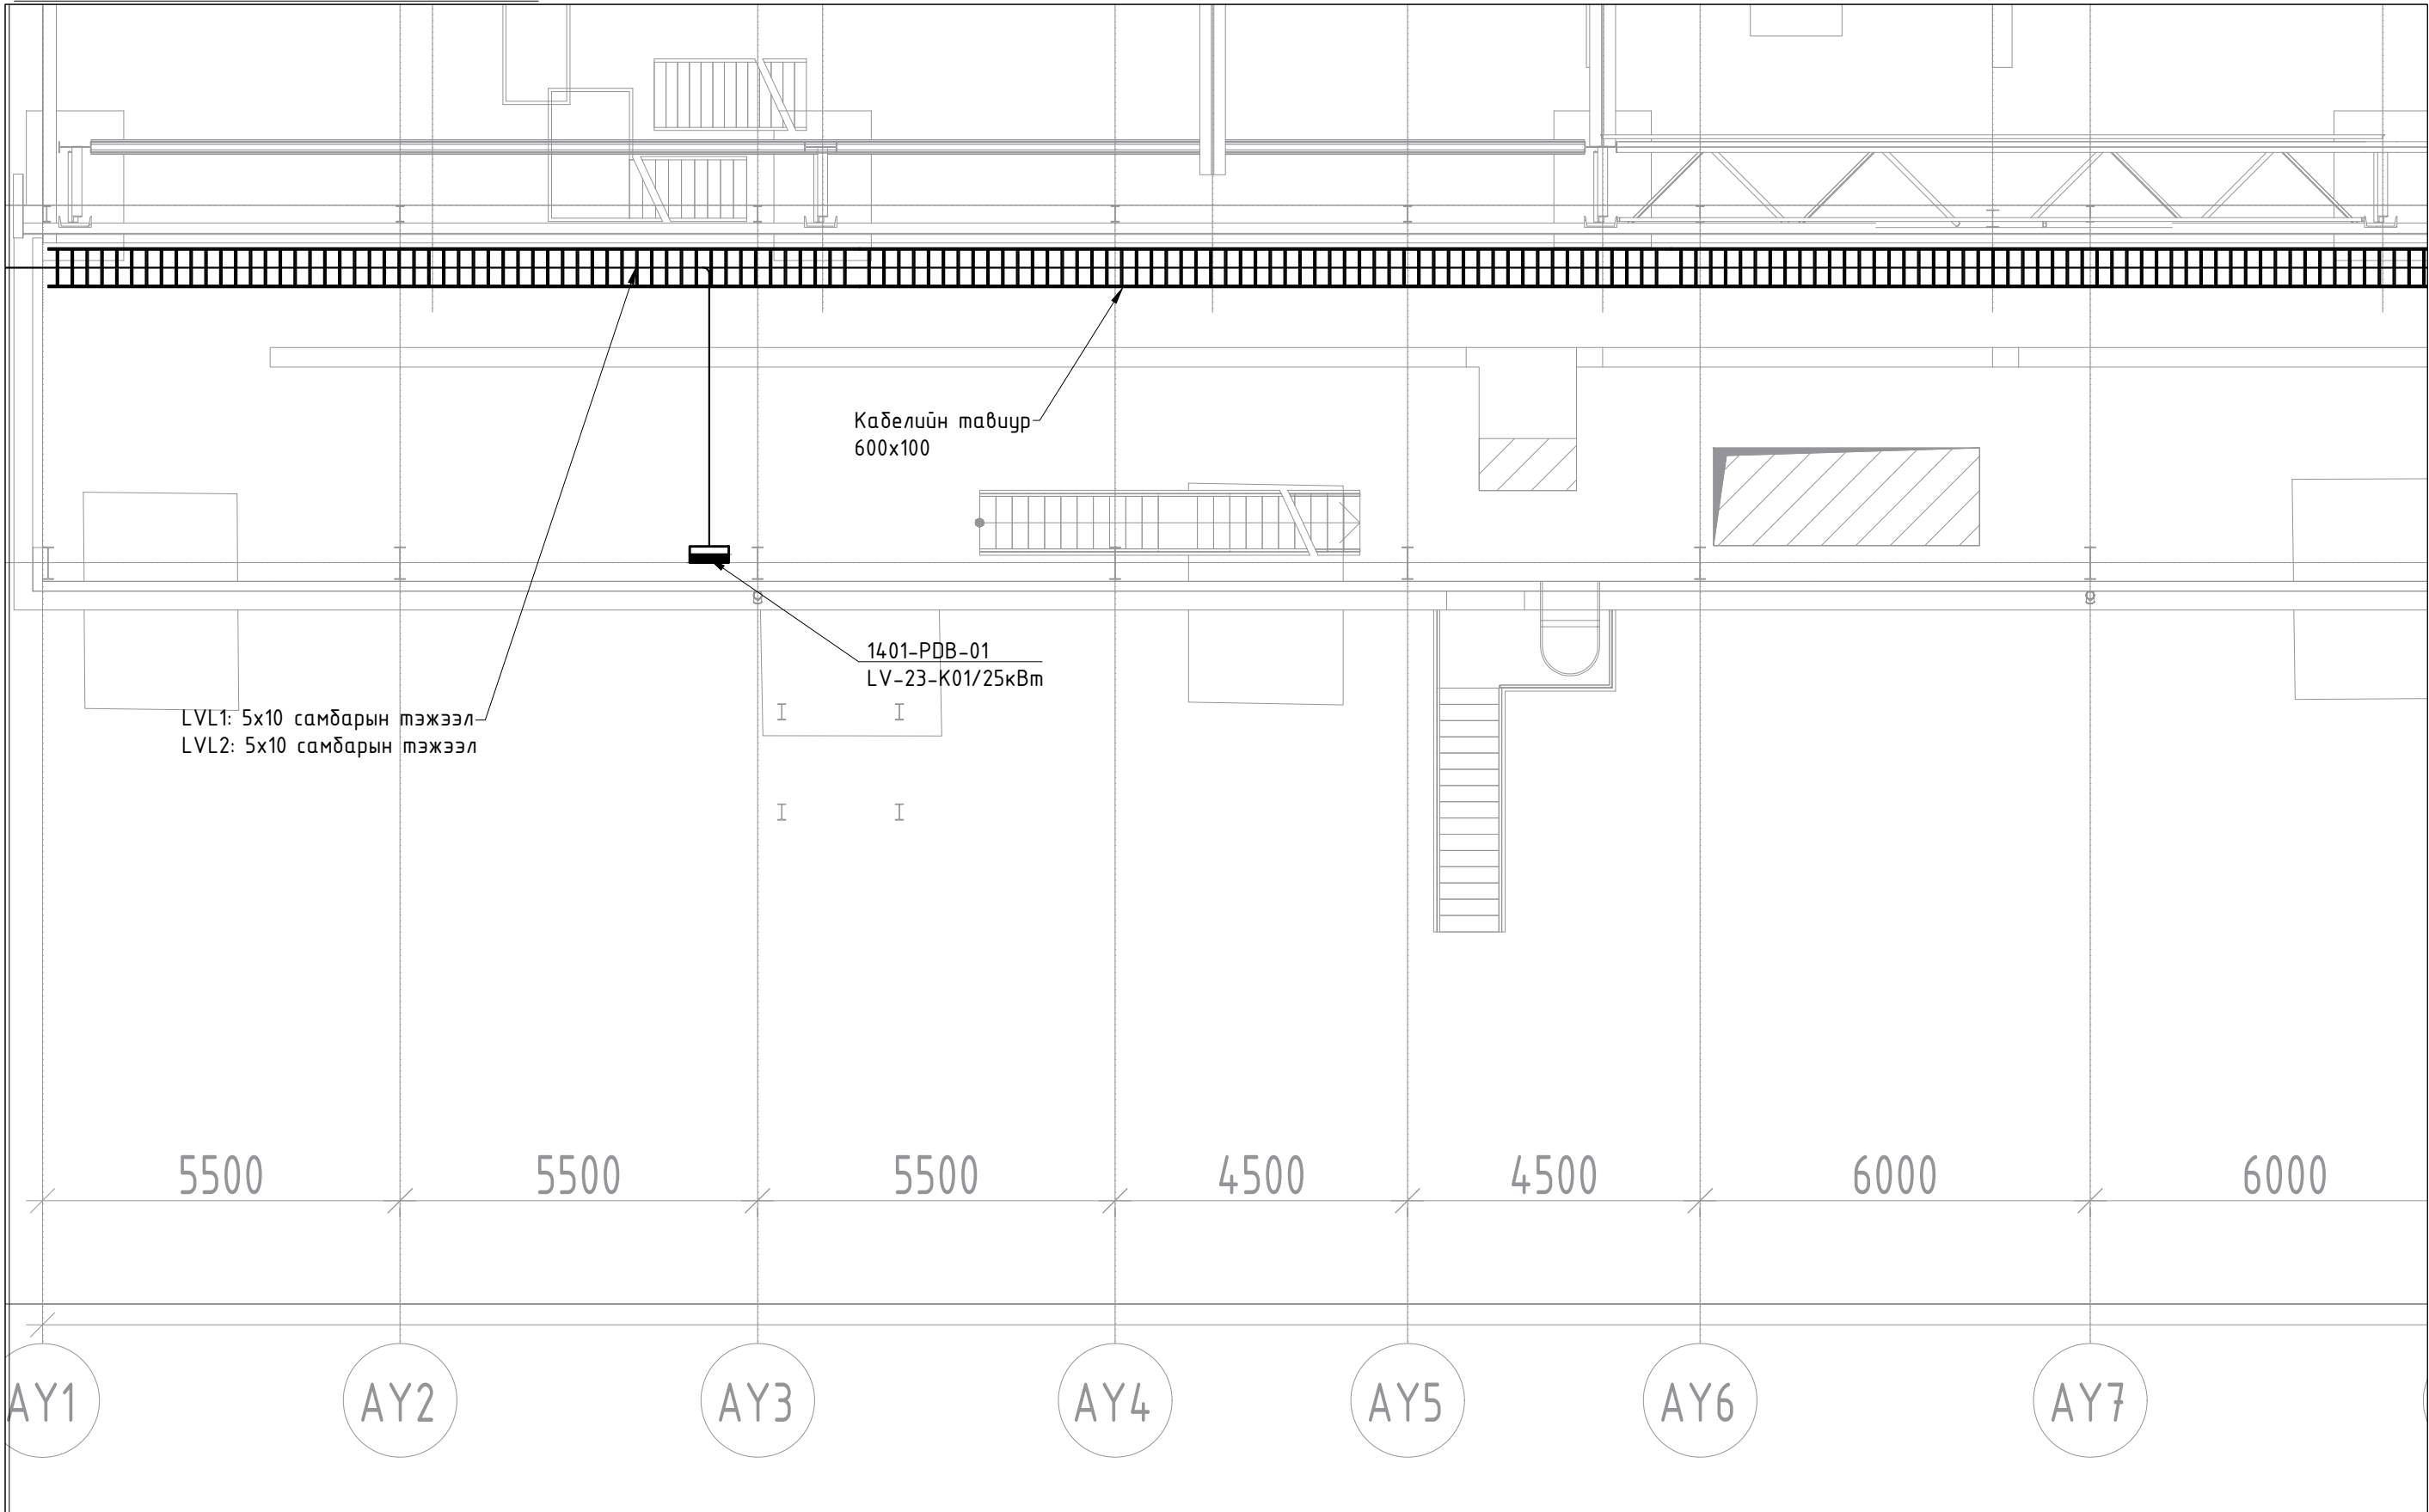 Кабелийн тавиур
600x100
1401-PDB-01
LV-23-K01/25кВт
LVL1: 5x10 самбарын тэжээл
LVL2: 5x10 самбарын тэжээл
5500
5500
5500
4500
4500
6000
6000
AY1
AY2
AY3
AY4
AY5
AY6
AY7